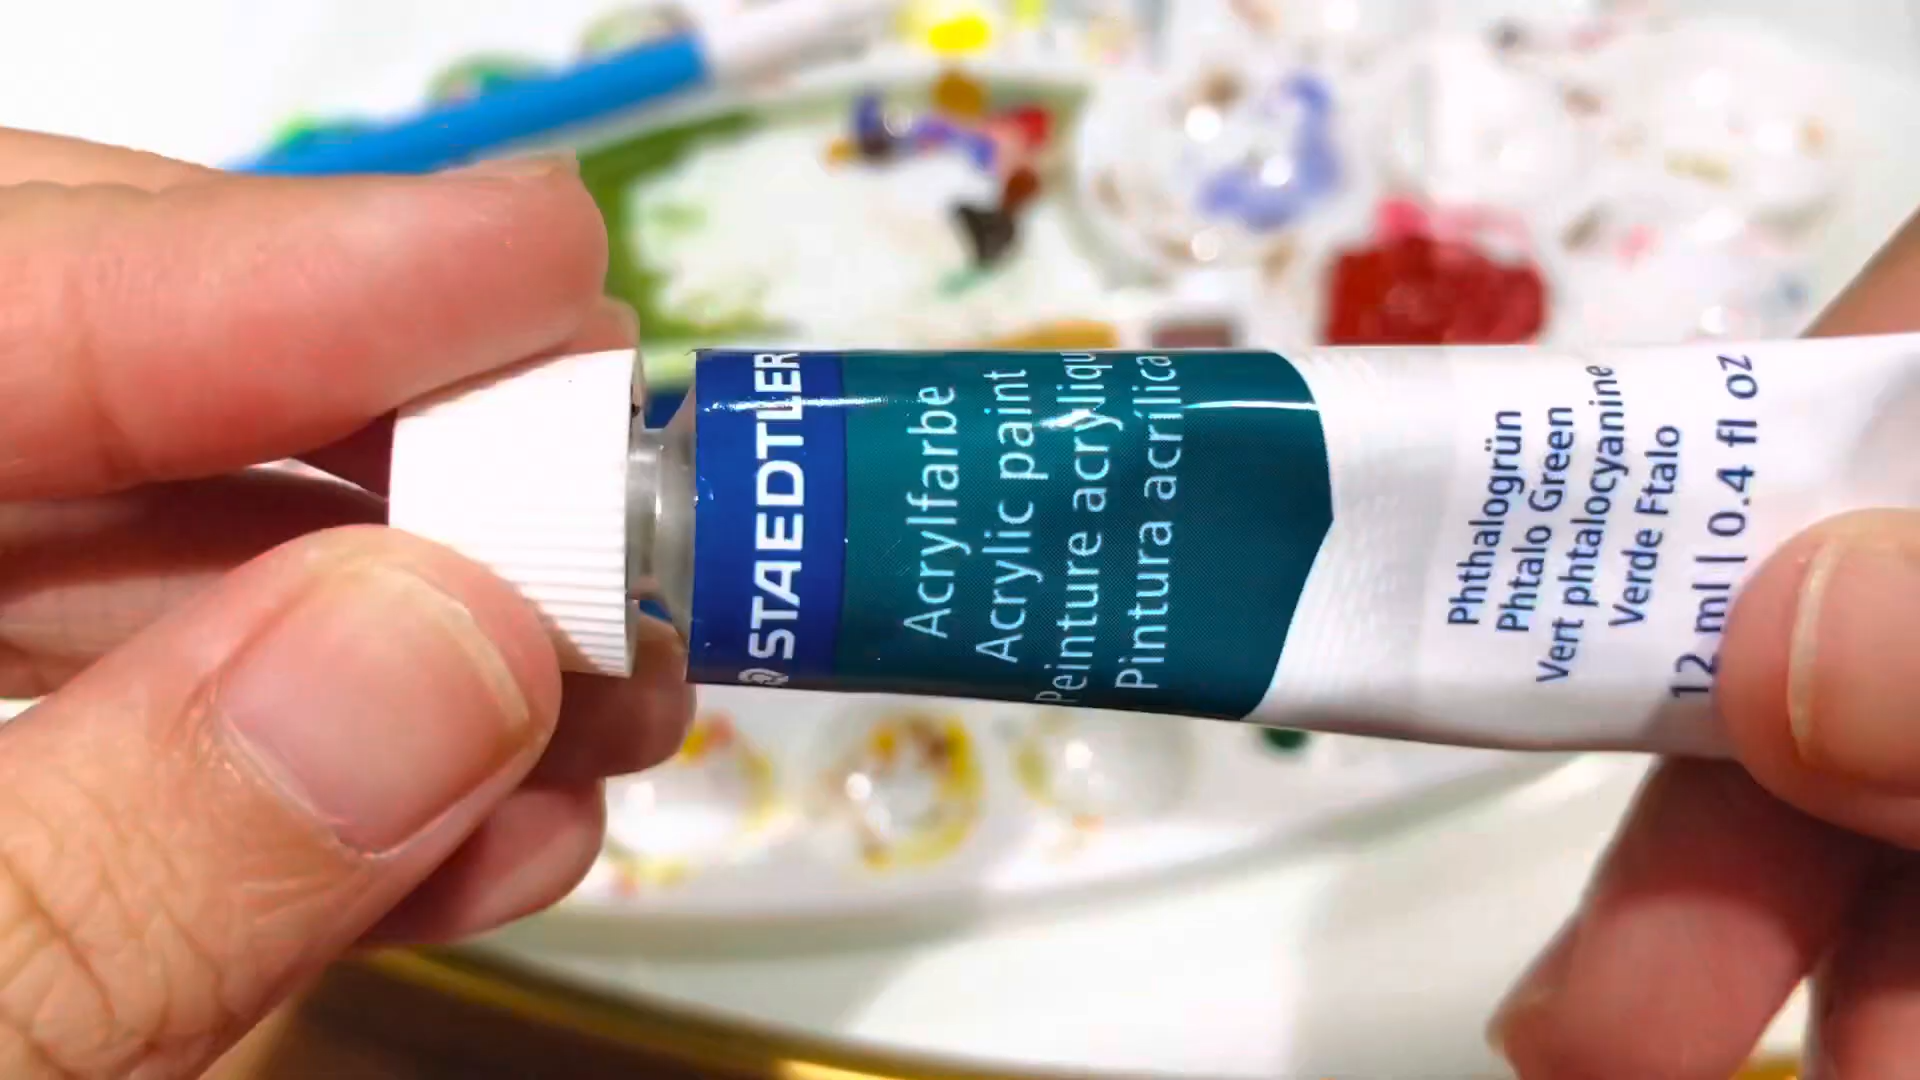 STAEDTLER
Acrylfarbe
Acrylic paint
Peinture acryliqu
Pintura acrílica
Phthalogrün
Phtalo Green
Vert phtalocyanine
Verde Ftalo
12 ml | 0.4 fl oz